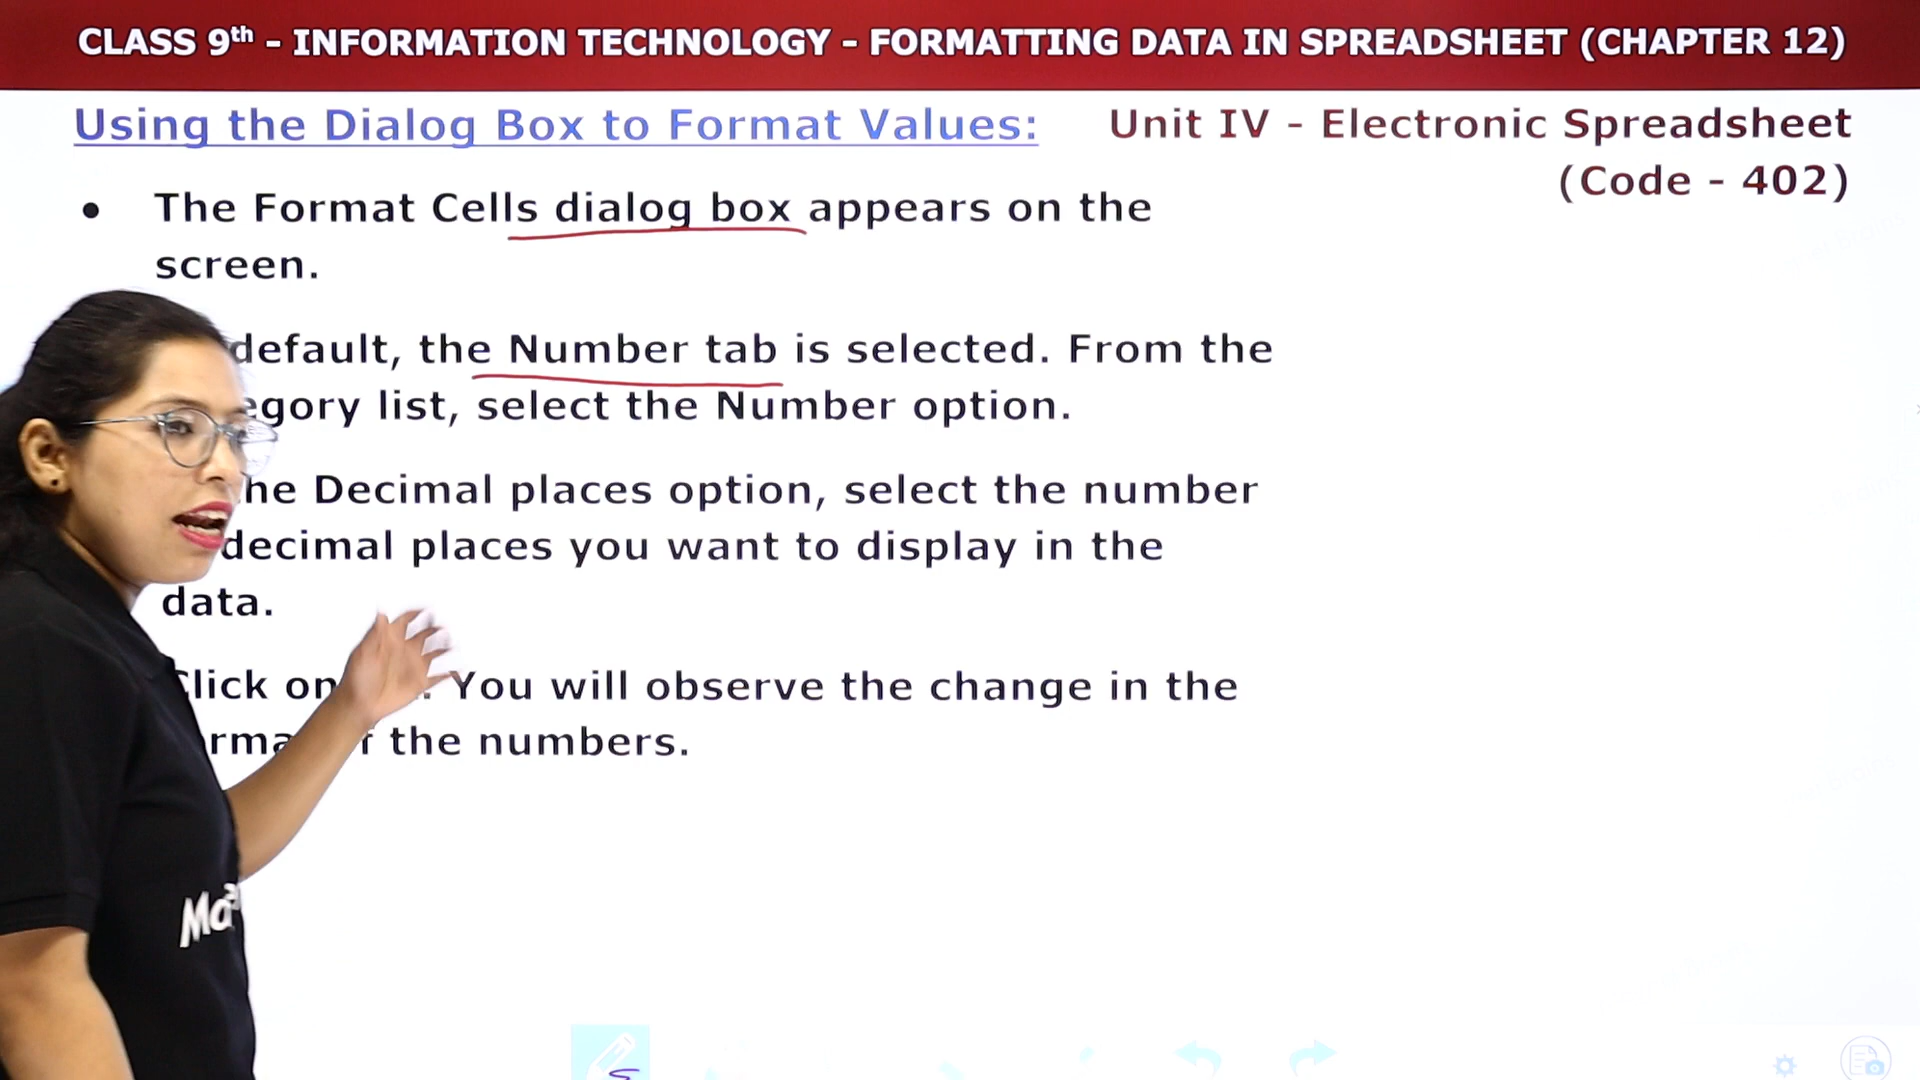 CLASS 9th - INFORMATION TECHNOLOGY - FORMATTING DATA IN SPREADSHEET (CHAPTER 12)
Using the Dialog Box to Format Values:
Unit IV - Electronic Spreadsheet
(Code - 402)
• The Format Cells dialog box appears on the
screen.
default, the Number tab is selected. From the
egory list, select the Number option.
he Decimal places option, select the number
decimal places you want to display in the
data.
Click on You will observe the change in the
the numbers.